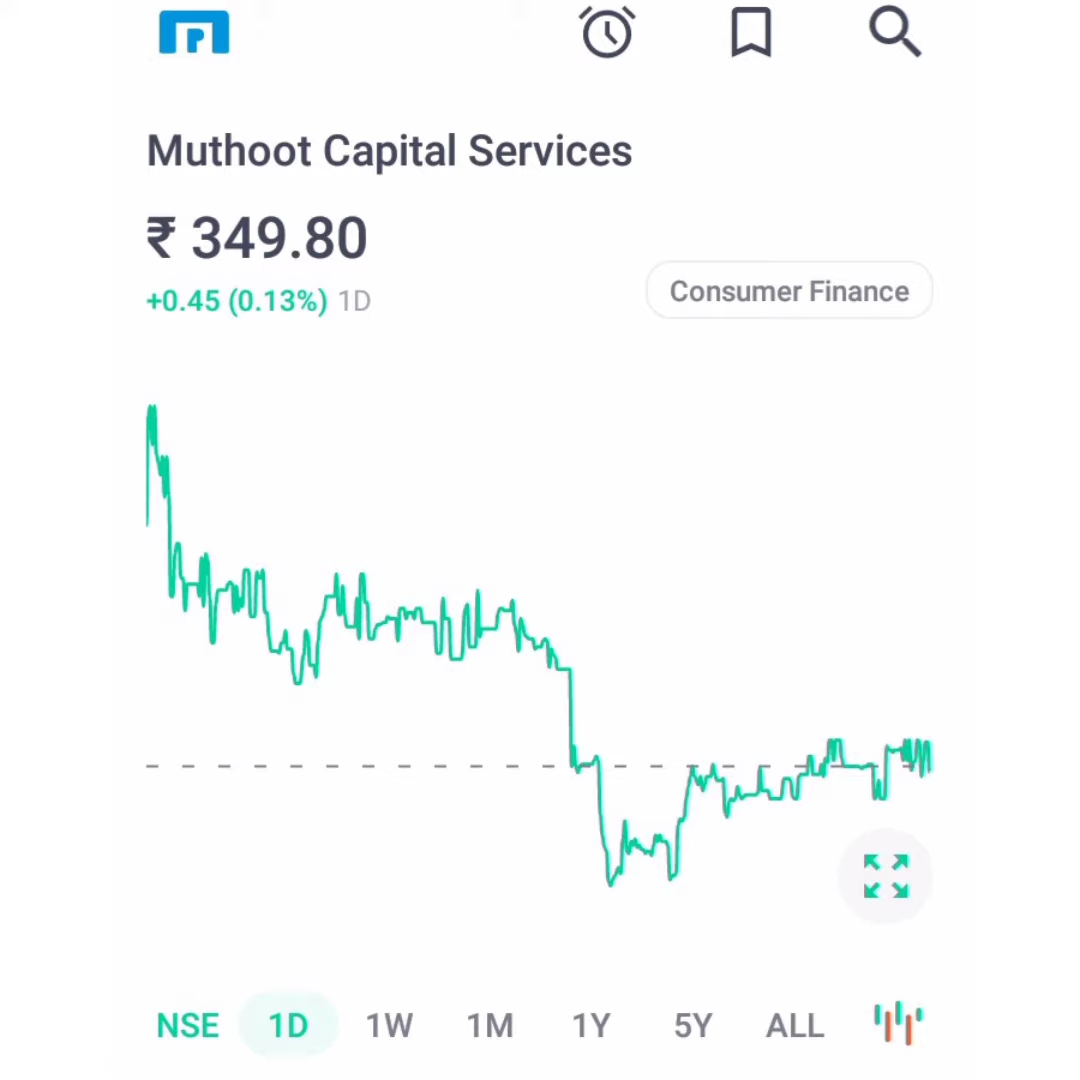 Muthoot Capital Services
₹ 349.80
+0.45 (0.13%) 1D
Consumer Finance
NSE 1D 1W 1M 1Y 5Y ALL